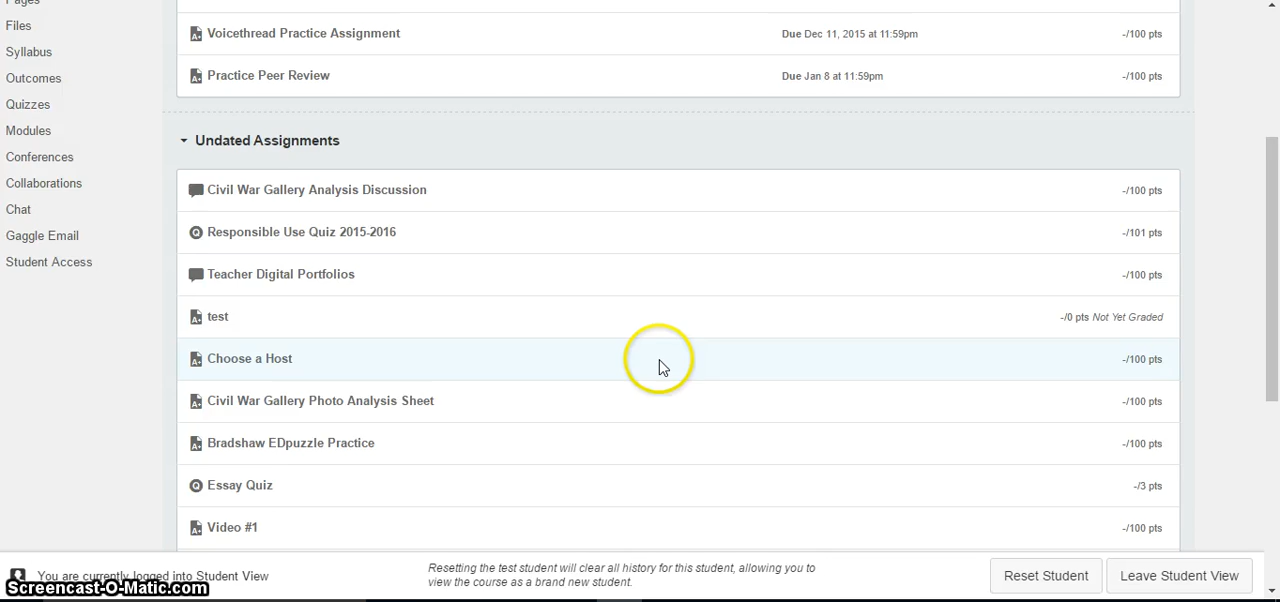 Pages
Files
Syllabus
Outcomes
Quizzes
Modules
Conferences
Collaborations
Chat
Gaggle Email
Student Access
Voicethread Practice Assignment Due Dec 11, 2015 at 11:59pm -/100 pts
Practice Peer Review Due Jan 8 at 11:59pm -/100 pts
Undated Assignments
Civil War Gallery Analysis Discussion -/100 pts
Responsible Use Quiz 2015-2016 -/101 pts
Teacher Digital Portfolios -/100 pts
test -/0 pts Not Yet Graded
Choose a Host -/100 pts
Civil War Gallery Photo Analysis Sheet -/100 pts
Bradshaw EDpuzzle Practice -/100 pts
Essay Quiz -/3 pts
Video #1 -/100 pts
You are currently logged into Student View
Resetting the test student will clear all history for this student, allowing you to
view the course as a brand new student.
Reset Student
Leave Student View
Screencast-O-Matic.com